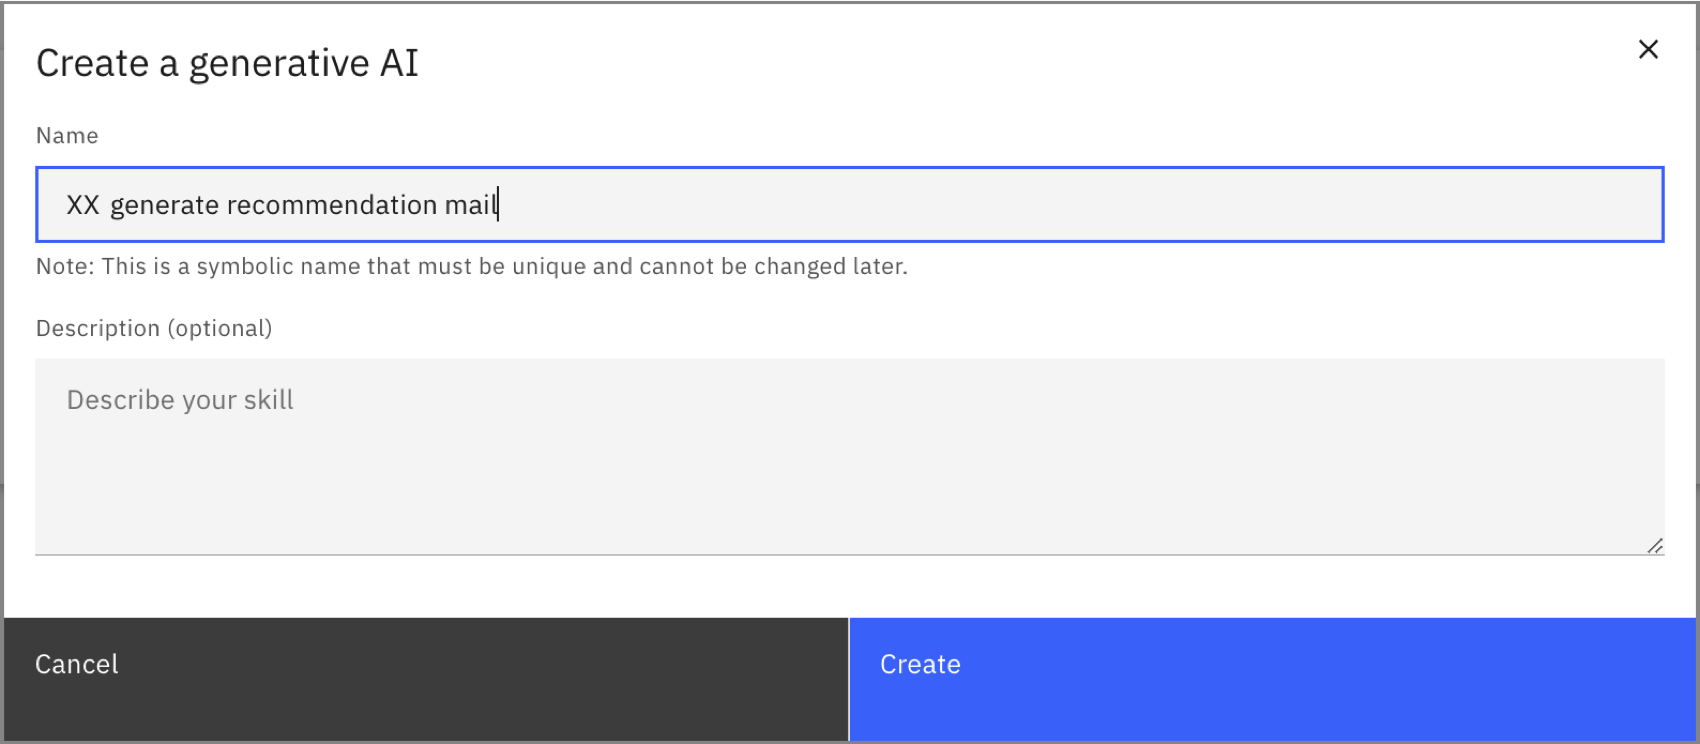 Create a generative AI
Name
XX generate recommendation mail
Note: This is a symbolic name that must be unique and cannot be changed later.
Description (optional)
Describe your skill
Cancel
Create